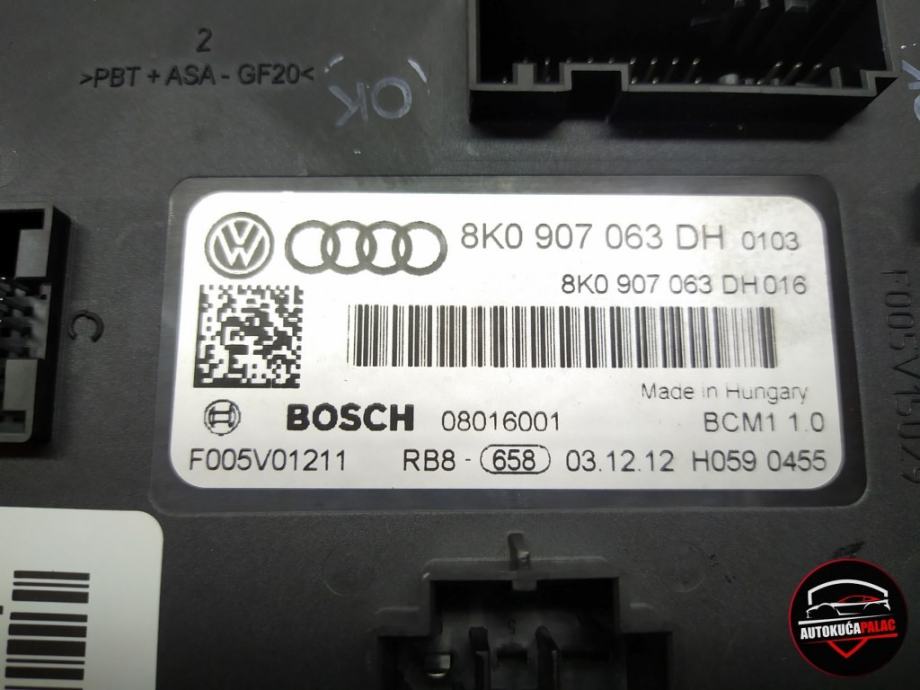 2
>PBT + ASA - GF20<
OK
8K0 907 063 DH 0103
8K0 907 063 DH 016
C
Made in Hungary
BOSCH 08016001 BCM1 1.0
F005V01211 RB8 - 658 03.12.12 H059 0455
AUTOKUĆA PALAC